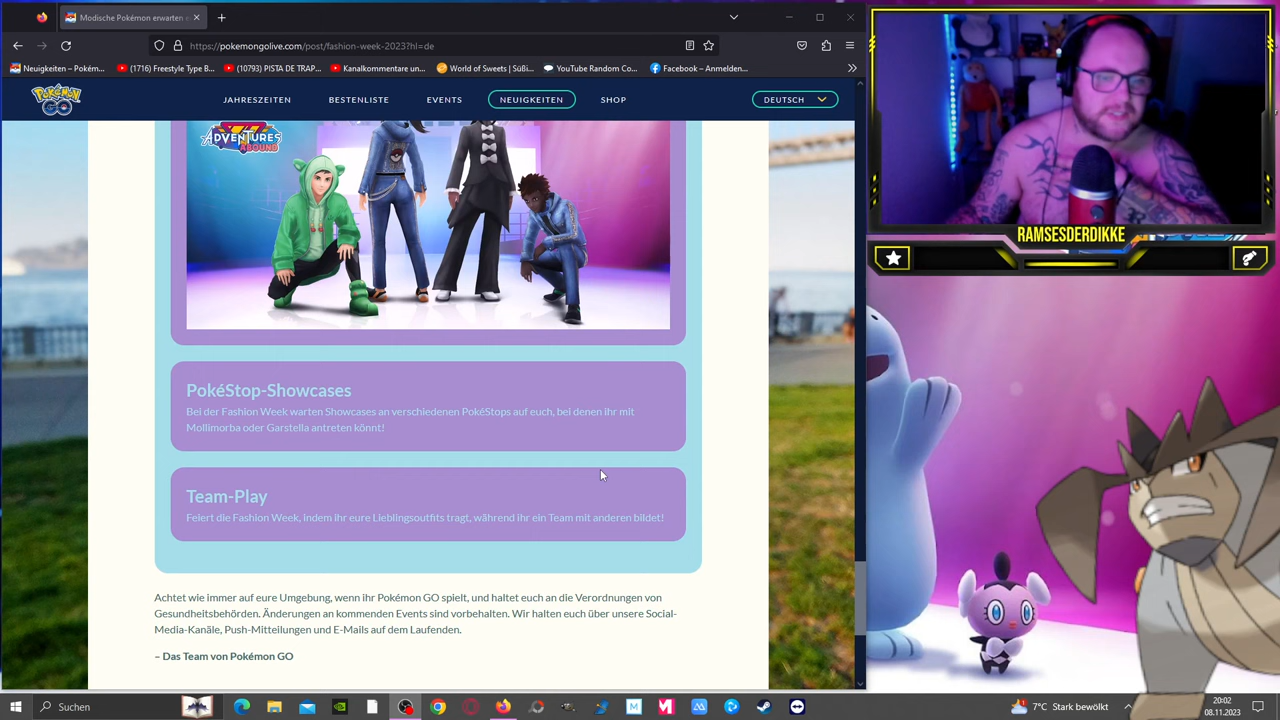 Modische Pokémon erwarten
https://pokemongolive.com/post/fashion-week-2023?hl=de
Neuigkeiten – Pokém...
(1716) Freestyle Type B...
(10793) PISTA DE TRAP...
Kanalkommentare un...
World of Sweets | Süßi...
YouTube Random Co...
Facebook – Anmelden...
POKÉMON GO
JAHRESZEITEN
BESTENLISTE
EVENTS
NEUIGKEITEN
SHOP
DEUTSCH
ADVENTURES
ABOUND
PokéStop-Showcases
Bei der Fashion Week warten Showcases an verschiedenen PokéStops auf euch, bei denen ihr mit
Mollimorba oder Garstella antreten könnt!
Team-Play
Feiert die Fashion Week, indem ihr eure Lieblingsoutfits tragt, während ihr ein Team mit anderen bildet!
Achtet wie immer auf eure Umgebung, wenn ihr Pokémon GO spielt, und haltet euch an die Verordnungen von
Gesundheitsbehörden. Änderungen an kommenden Events sind vorbehalten. Wir halten euch über unsere Social-
Media-Kanäle, Push-Mitteilungen und E-Mails auf dem Laufenden.
– Das Team von Pokémon GO
RAMSESDERDIKKE
Suchen
7°C Stark bewölkt
20:02
08.11.2023